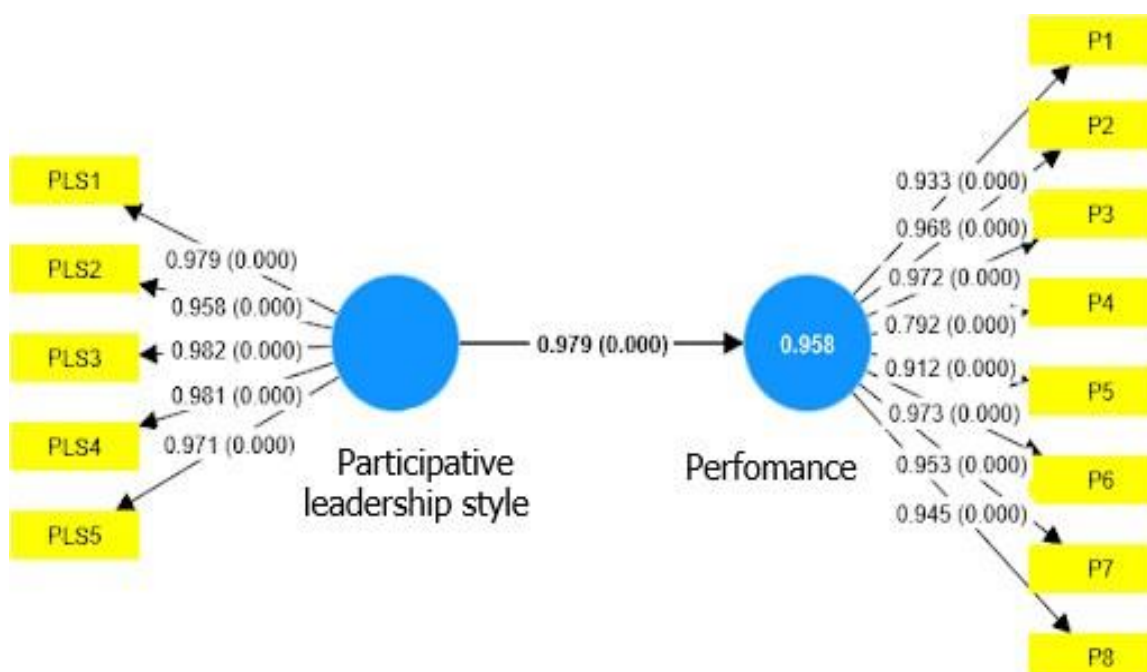 PLS1
PLS2
PLS3
PLS4
PLS5
0.979 (0.000)
0.958 (0.000)
0.982 (0.000)
0.981 (0.000)
0.971 (0.000)
Participative
leadership style
0.979 (0.000)
0.958
Perfomance
0.933 (0.000)
0.968 (0.000)
0.972 (0.000)
0.792 (0.000)
0.912 (0.000)
0.973 (0.000)
0.953 (0.000)
0.945 (0.000)
P1
P2
P3
P4
P5
P6
P7
P8